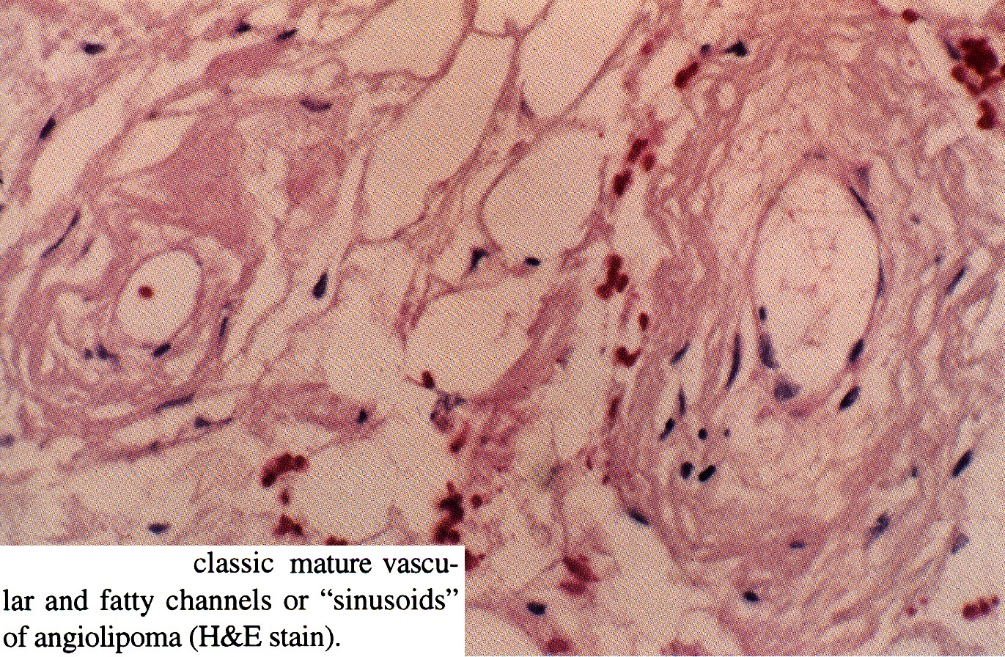 classic mature vascu-
lar and fatty channels or “sinusoids”
of angiolipoma (H&E stain).